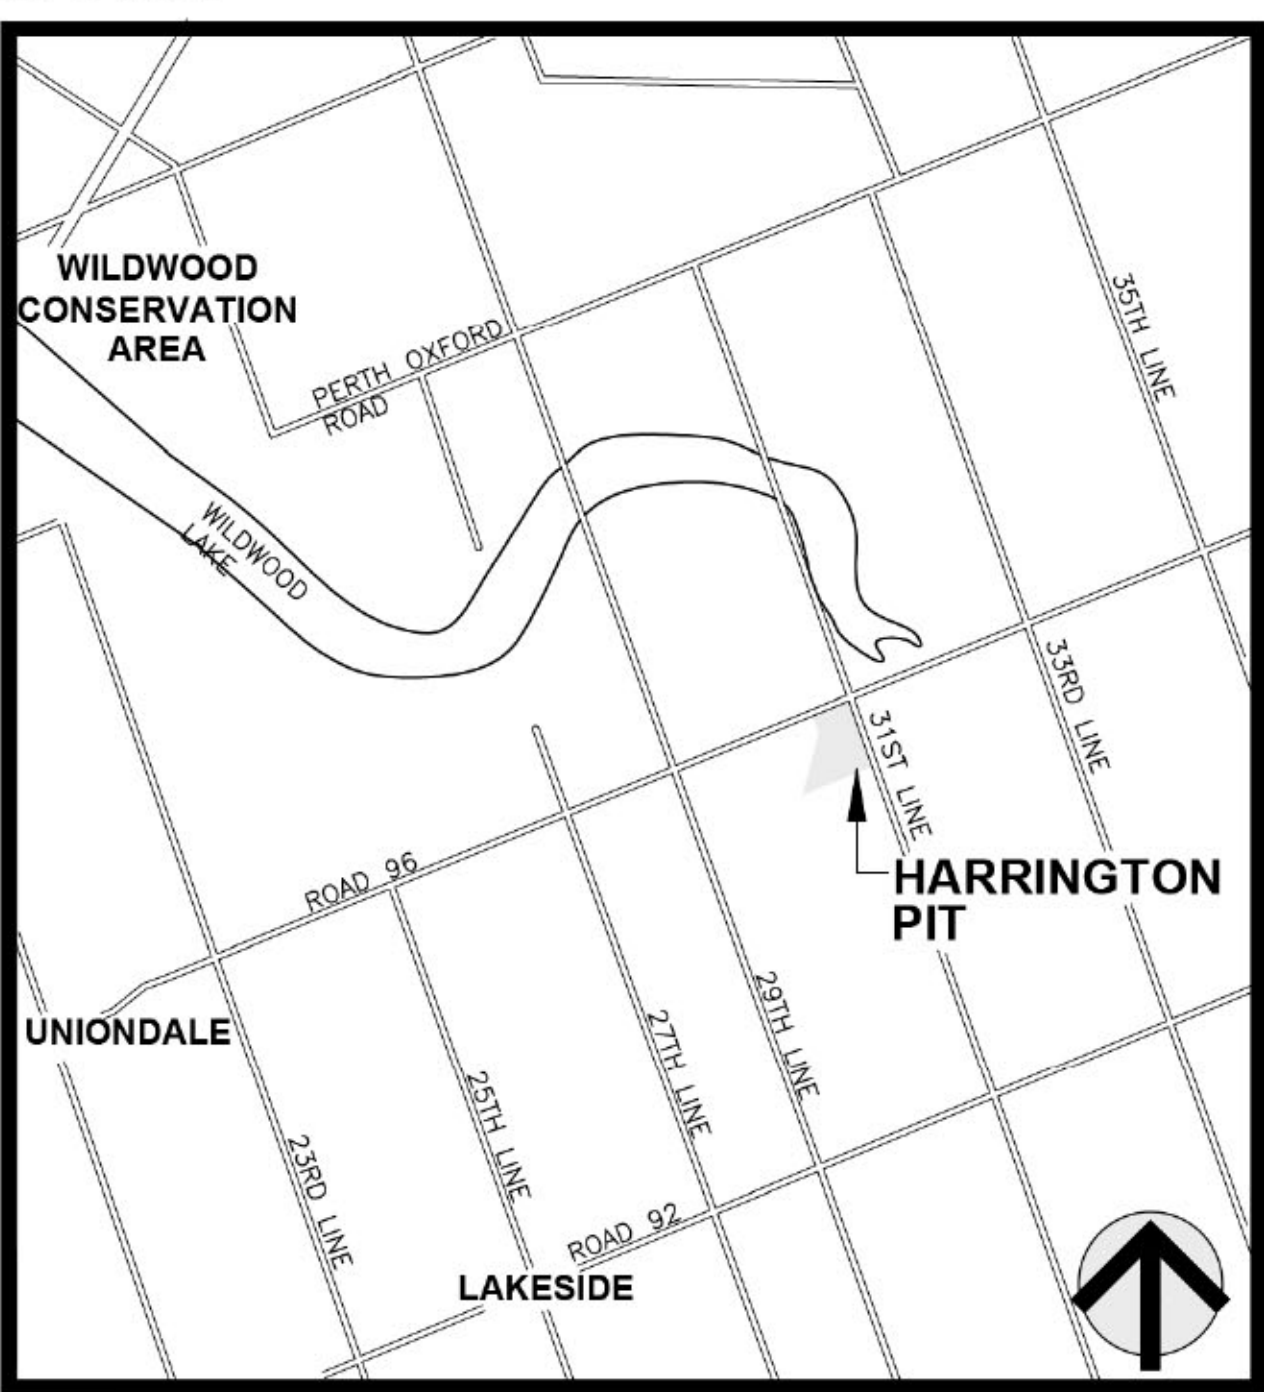 WILDWOOD
CONSERVATION
AREA
PERTH OXFORD
ROAD
35TH LINE
WILDWOOD
LAKE
33RD LINE
31ST LINE
HARRINGTON
PIT
ROAD 96
UNIONDALE
29TH LINE
27TH LINE
25TH LINE
23RD LINE
ROAD 92
LAKESIDE